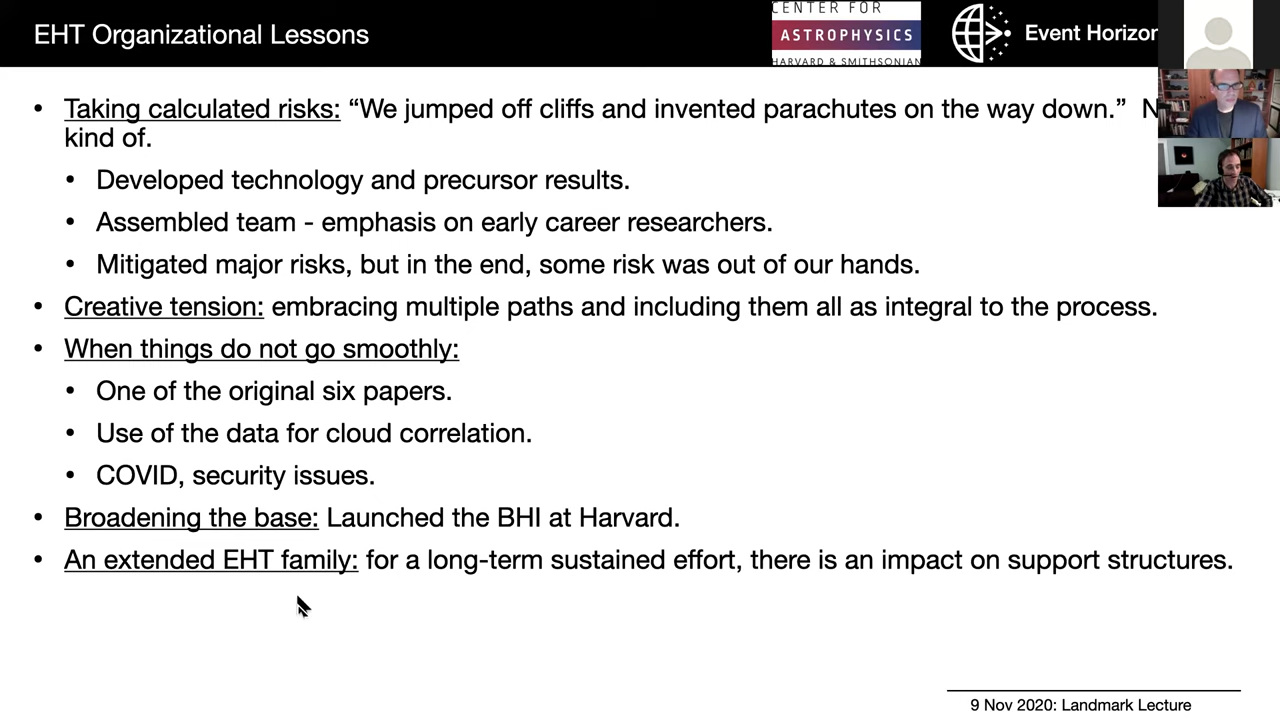 EHT Organizational Lessons
CENTER FOR
ASTROPHYSICS
HARVARD & SMITHSONIAN
Event Horizon
• Taking calculated risks: “We jumped off cliffs and invented parachutes on the way down.”
kind of.
• Developed technology and precursor results.
• Assembled team - emphasis on early career researchers.
• Mitigated major risks, but in the end, some risk was out of our hands.
• Creative tension: embracing multiple paths and including them all as integral to the process.
• When things do not go smoothly:
• One of the original six papers.
• Use of the data for cloud correlation.
• COVID, security issues.
• Broadening the base: Launched the BHI at Harvard.
• An extended EHT family: for a long-term sustained effort, there is an impact on support structures.
9 Nov 2020: Landmark Lecture